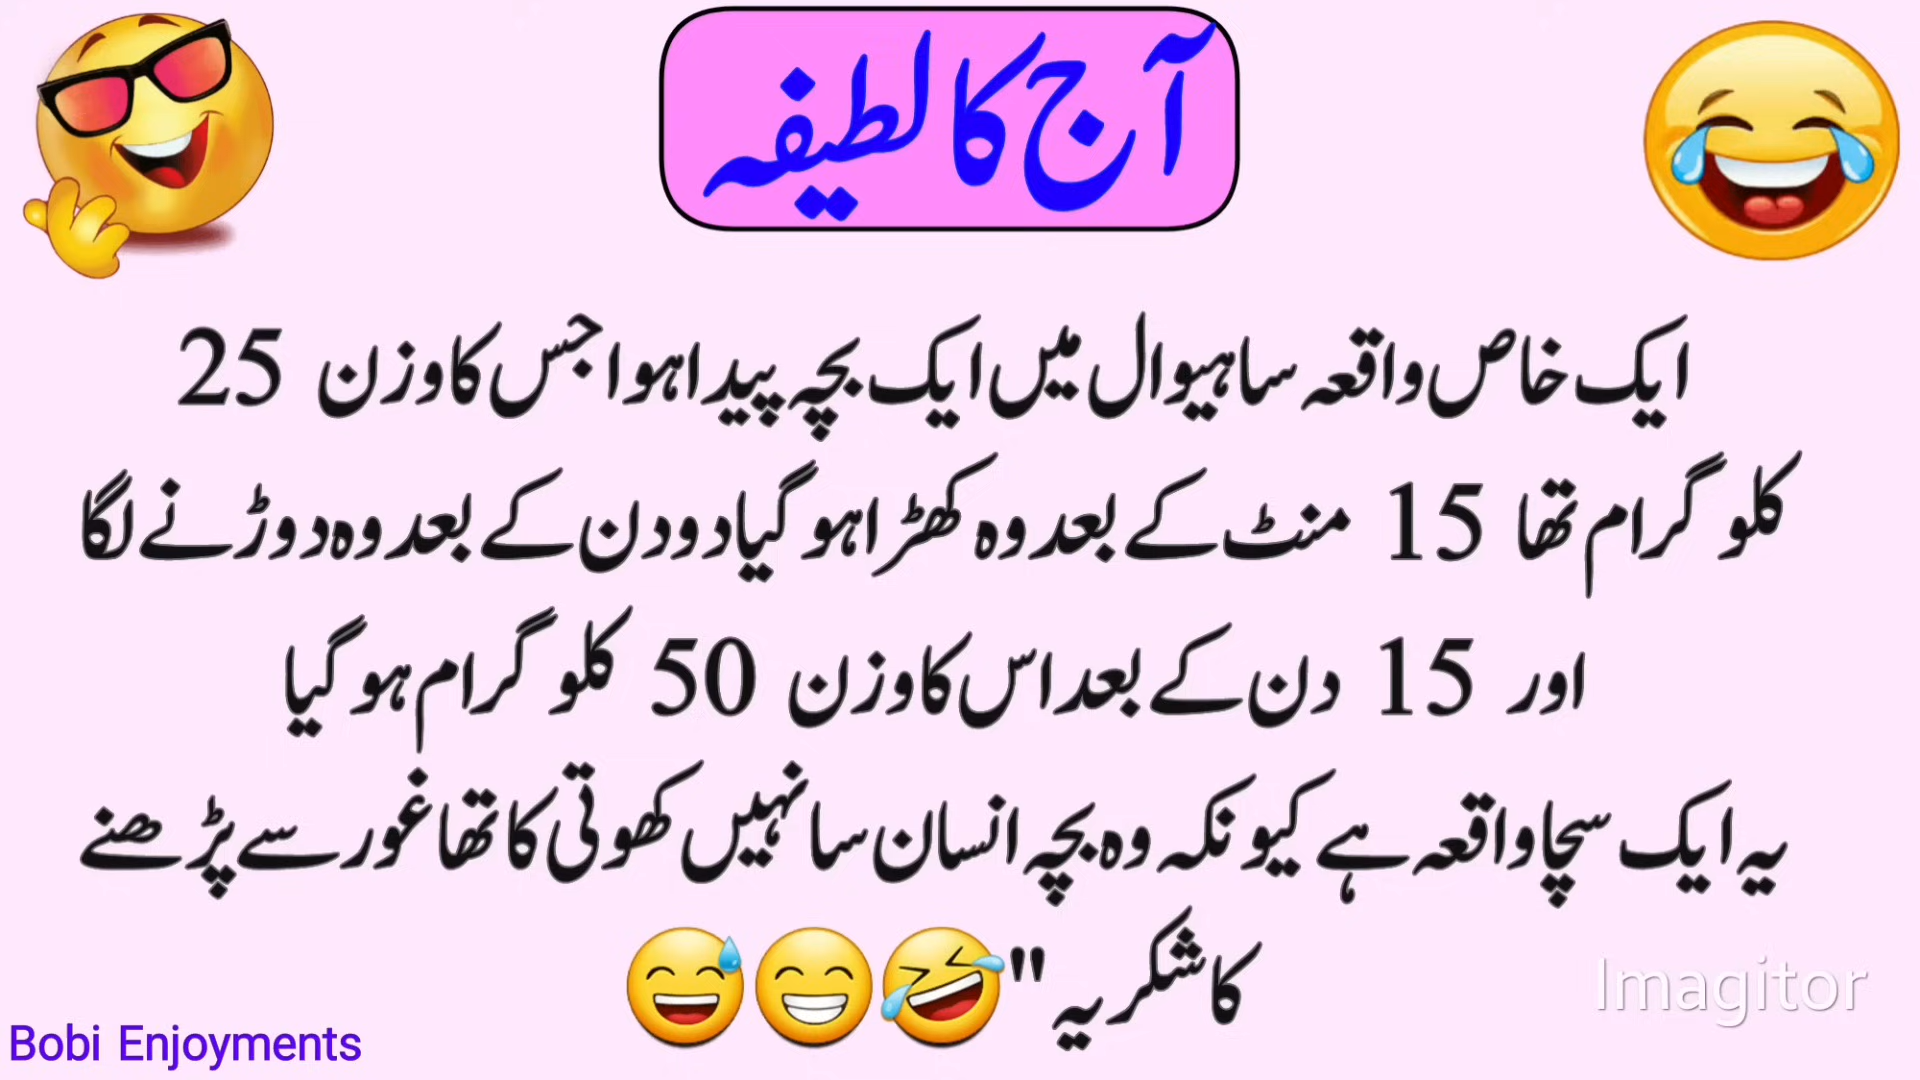 آج کا لطیفہ
ایک خاص واقعہ ساہیوال میں ایک بچہ پیدا ہوا جس کا وزن 25
کلو گرام تھا 15 منٹ کے بعد وہ کھڑا ہو گیا دو دن کے بعد وہ دوڑنے لگا
اور 15 دن کے بعد اس کا وزن 50 کلو گرام ہو گیا
یہ ایک سچا واقعہ ہے کیونکہ وہ بچہ انسان سا نہیں کھوتی کا تھا غور سے پڑھنے
کا شکریہ "🤣😁😅
Imagitor
Bobi Enjoyments